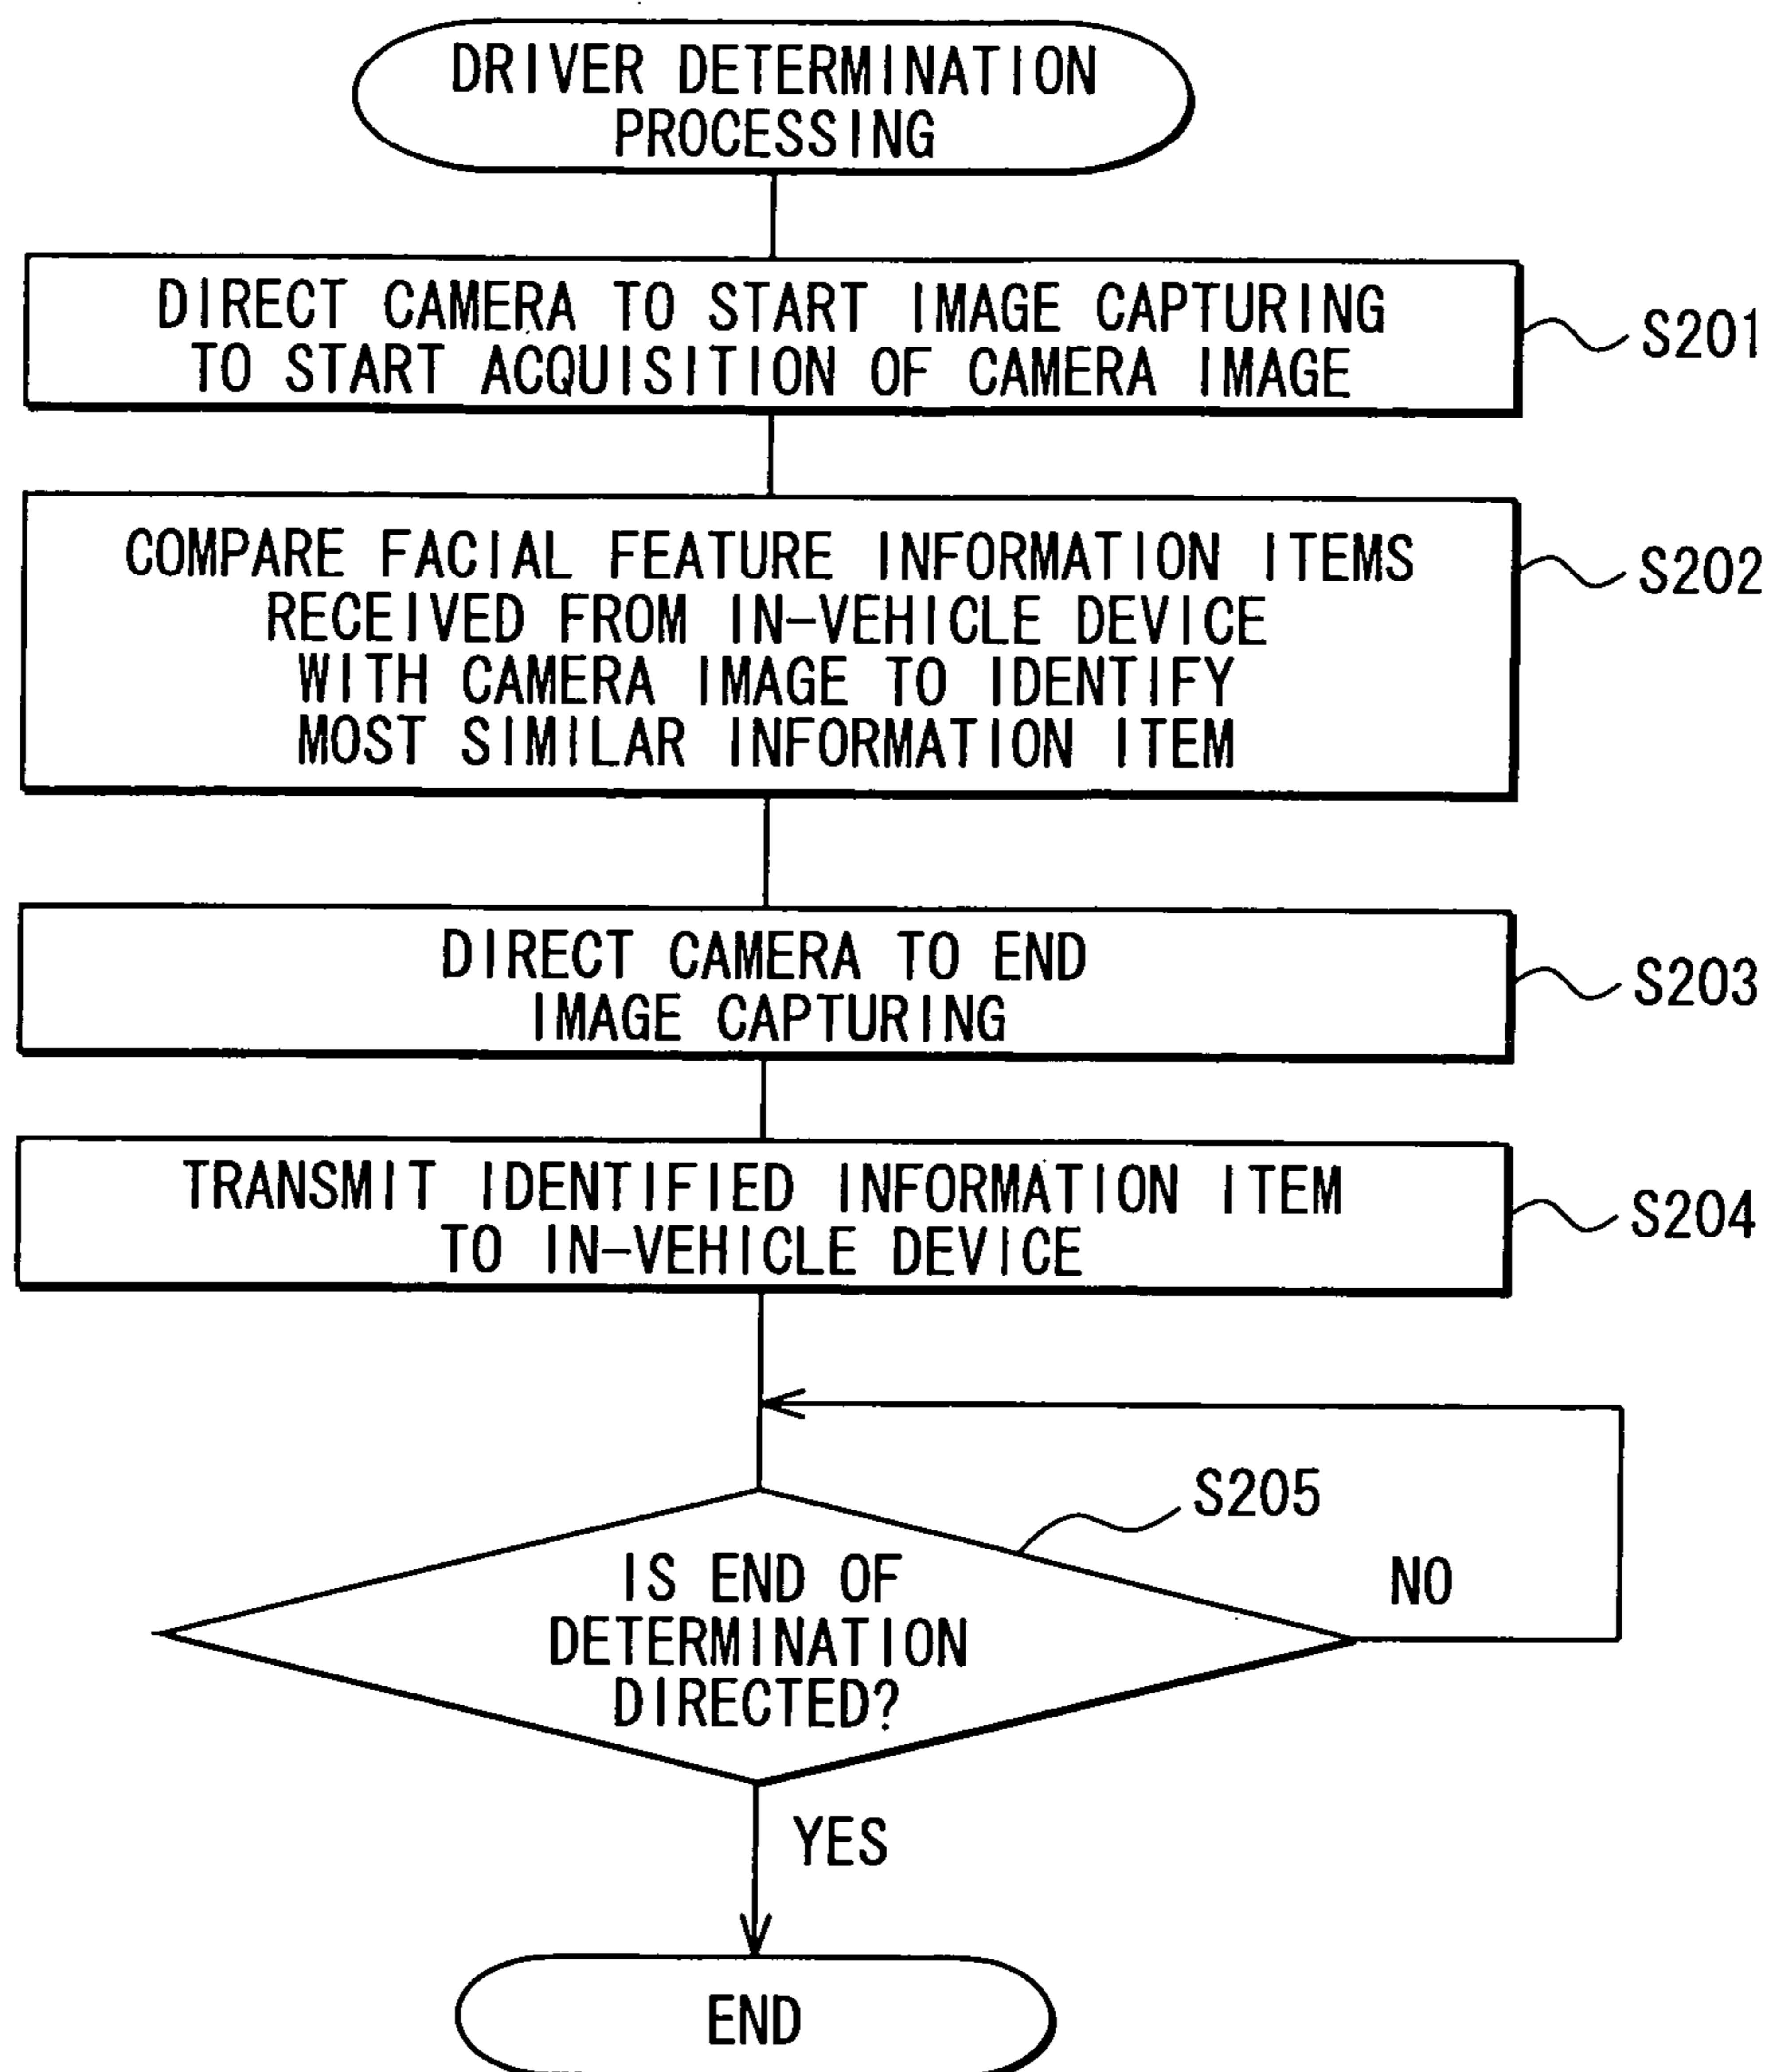 DRIVER DETERMINATION
PROCESSING
DIRECT CAMERA TO START IMAGE CAPTURING
TO START ACQUISITION OF CAMERA IMAGE
S201
COMPARE FACIAL FEATURE INFORMATION ITEMS
RECEIVED FROM IN-VEHICLE DEVICE
WITH CAMERA IMAGE TO IDENTIFY
MOST SIMILAR INFORMATION ITEM
S202
DIRECT CAMERA TO END
IMAGE CAPTURING
S203
TRANSMIT IDENTIFIED INFORMATION ITEM
TO IN-VEHICLE DEVICE
S204
S205
IS END OF
DETERMINATION
DIRECTED?
NO
YES
END